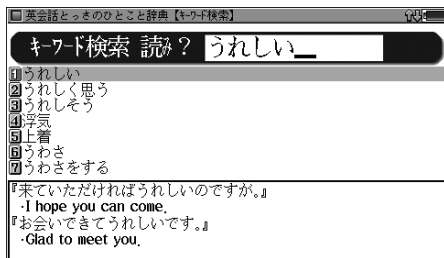 英会話とっさのひとこと辞典【ｷｰﾜｰﾄﾞ検索】
ｷｰﾜｰﾄﾞ検索 読み？ うれしい
1 うれしい
2 うれしく思う
3 うれしそう
4 浮気
5 上着
6 うわさ
7 うわさをする
『来ていただければうれしいのですが。』
·I hope you can come.
『お会いできてうれしいです。』
·Glad to meet you.